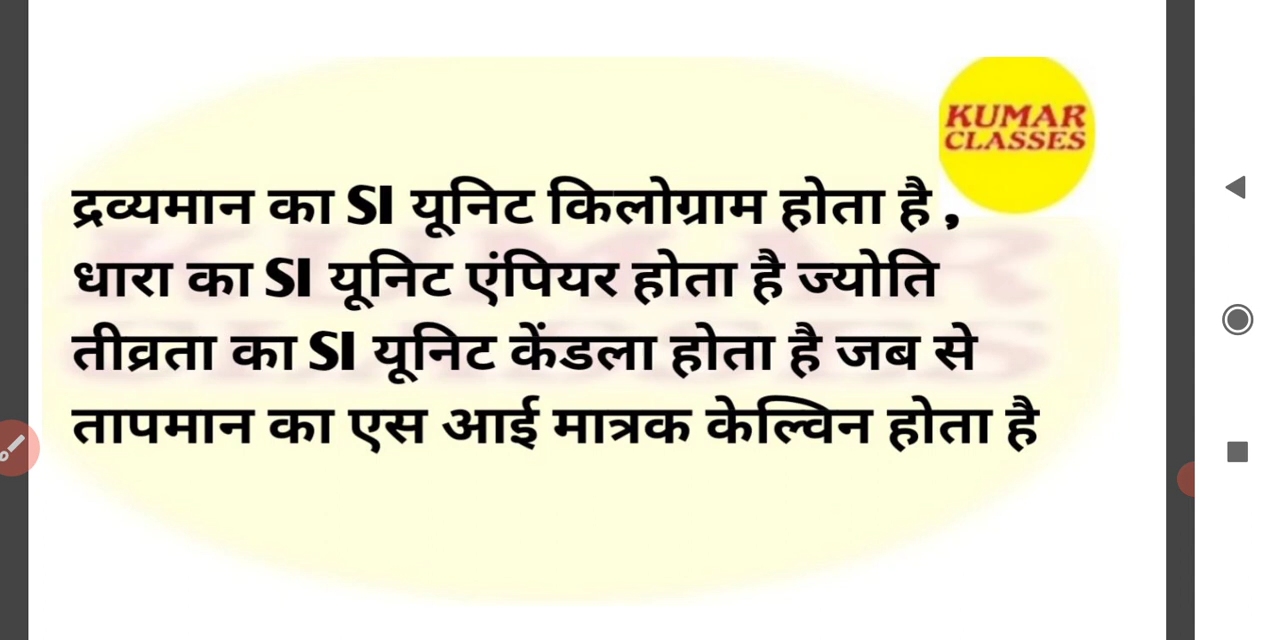 KUMAR
CLASSES
द्रव्यमान का SI यूनिट किलोग्राम होता है ,
धारा का SI यूनिट एंपियर होता है ज्योति
तीव्रता का SI यूनिट केंडला होता है जब से
तापमान का एस आई मात्रक केल्विन होता है